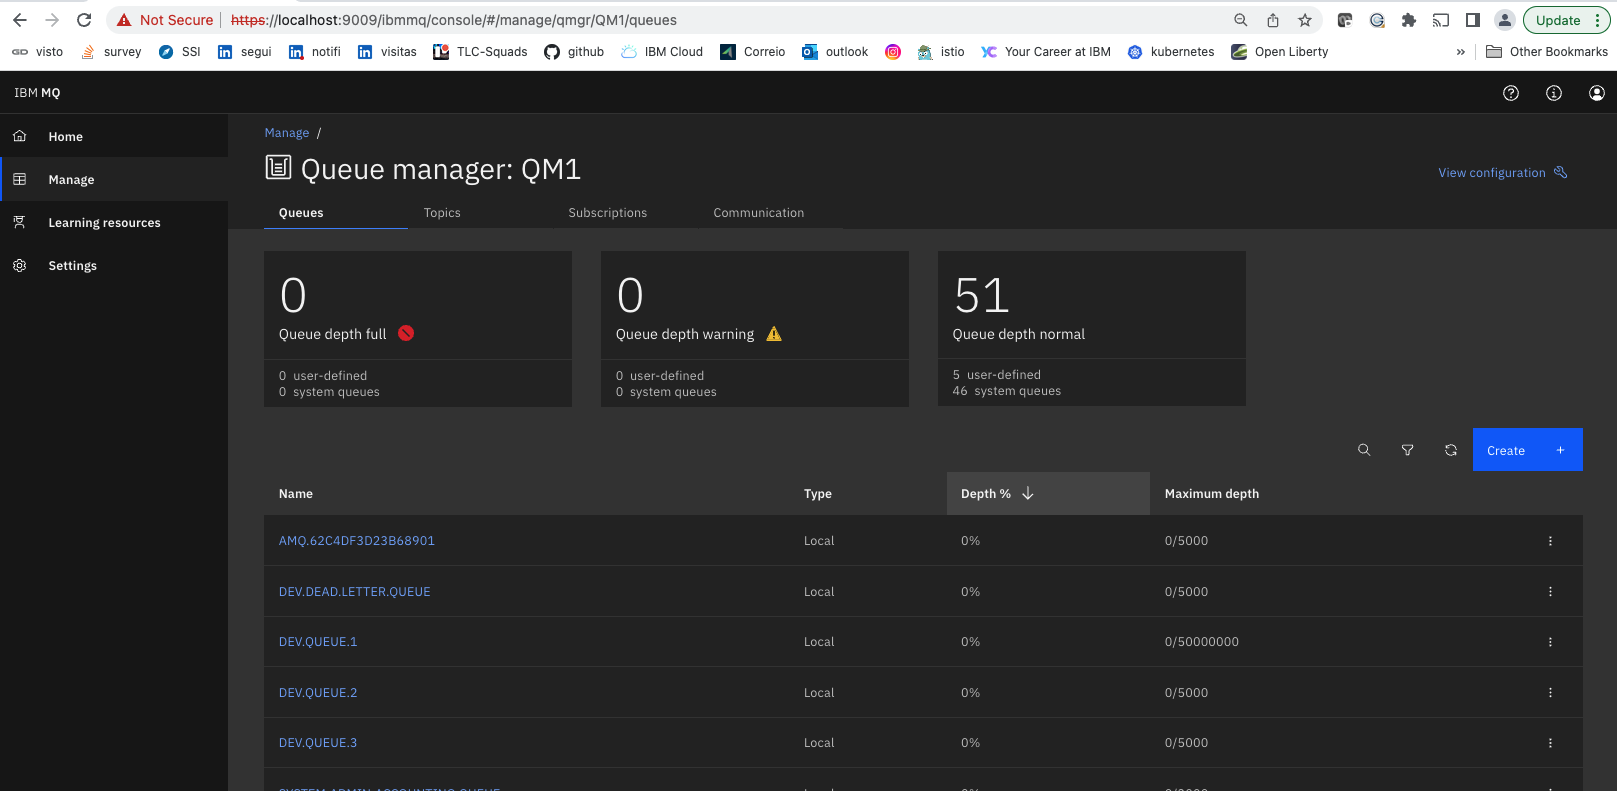 Not Secure | https://localhost:9009/ibmmq/console/#/manage/qmgr/QM1/queues
Update
visto survey SSI segui notifi visitas TLC-Squads github IBM Cloud Correio outlook istio Your Career at IBM kubernetes Open Liberty » Other Bookmarks
IBM MQ
Home
Manage
Learning resources
Settings
Manage /
Queue manager: QM1
View configuration
Queues Topics Subscriptions Communication
0
Queue depth full
0 user-defined
0 system queues
0
Queue depth warning
0 user-defined
0 system queues
51
Queue depth normal
5 user-defined
46 system queues
Create +
Name Type Depth % Maximum depth
AMQ.62C4DF3D23B68901 Local 0% 0/5000
DEV.DEAD.LETTER.QUEUE Local 0% 0/5000
DEV.QUEUE.1 Local 0% 0/50000000
DEV.QUEUE.2 Local 0% 0/5000
DEV.QUEUE.3 Local 0% 0/5000
SYSTEM.ADMIN.ACCOUNTING.QUEUE Local 0%